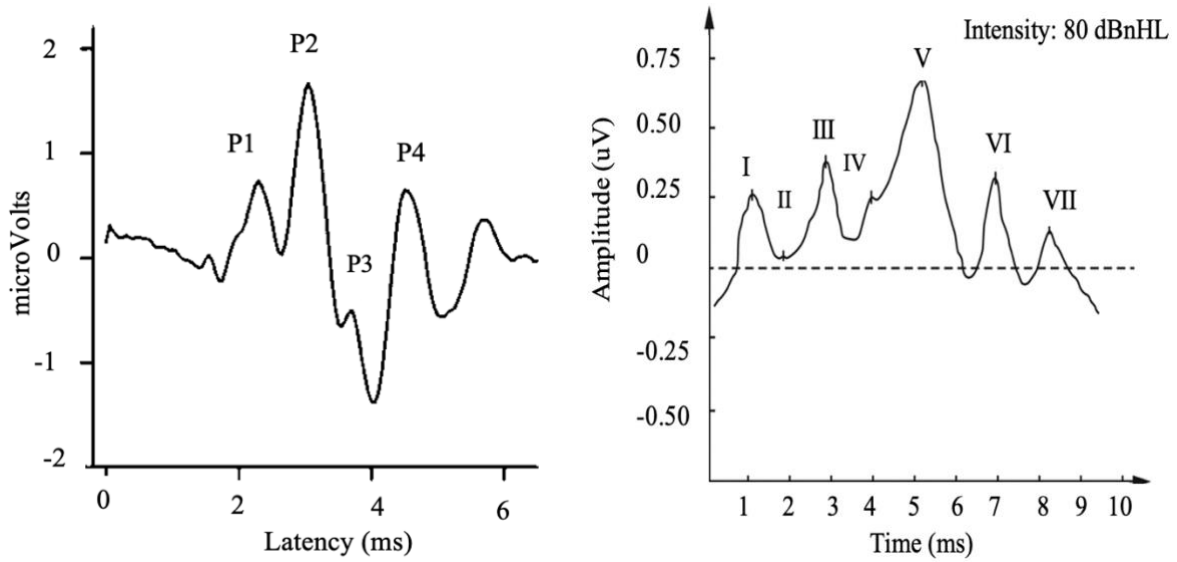 2
1
0
-1
-2
microVolts
P1
P2
P3
P4
0
2
4
6
Latency (ms)
Intensity: 80 dBnHL
0.75
0.50
0.25
0
-0.25
-0.50
Amplitude (uV)
I
II
III
IV
V
VI
VII
1 2 3 4 5 6 7 8 9 10
Time (ms)